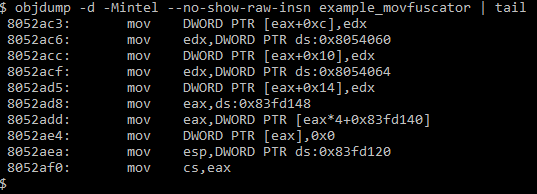 $ objdump -d -Mintel --no-show-raw-insn example_movfuscator | tail
8052ac3: mov DWORD PTR [eax+0xc],edx
8052ac6: mov edx,DWORD PTR ds:0x8054060
8052acc: mov DWORD PTR [eax+0x10],edx
8052acf: mov edx,DWORD PTR ds:0x8054064
8052ad5: mov DWORD PTR [eax+0x14],edx
8052ad8: mov eax,ds:0x83fd148
8052add: mov eax,DWORD PTR [eax*4+0x83fd140]
8052ae4: mov DWORD PTR [eax],0x0
8052aea: mov esp,DWORD PTR ds:0x83fd120
8052af0: mov cs,eax
$